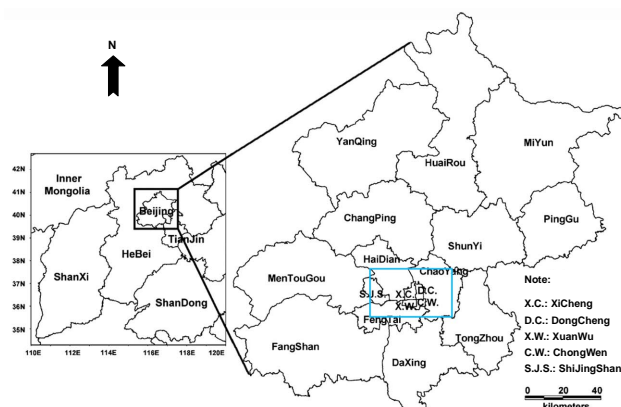 N
YanQing
MiYun
HuaiRou
PingGu
ChangPing
ShunYi
HaiDian
ChaoYang
MenTouGou
S.J.S.
X.C.
D.C.
X.W.
C.W.
FengTai
FangShan
DaXing
TongZhou
Inner
Mongolia
Beijing
TianJin
HeBei
ShanXi
ShanDong
42N
41N
40N
39N
38N
37N
36N
35N
110E 112E 114E 116E 118E 120E
Note:
X.C.: XiCheng
D.C.: DongCheng
X.W.: XuanWu
C.W.: ChongWen
S.J.S.: ShiJingShan
0 20 40
kilometers